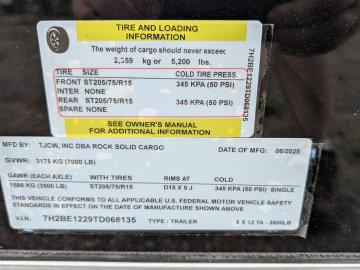 TIRE AND LOADING
INFORMATION
The weight of cargo should never exceed
2,359 kg or 5,200 lbs.
TIRE SIZE COLD TIRE PRESS.
FRONT ST205/75/R15 345 KPA (50 PSI)
INTER NONE
REAR ST205/75/R15 345 KPA (50 PSI)
SPARE NONE
SEE OWNER'S MANUAL
FOR ADDITIONAL INFORMATION
7H2BE1229TD068135
MFD BY: TJCW, INC DBA ROCK SOLID CARGO 06/2025
GVWR: 3175 KG (7000 LB)
GAWR (EACH AXLE) WITH TIRES RIMS AT COLD
1588 KG (3500 LB) ST205/75/R15 D15 X 5 J 345 KPA (50 PSI) SINGLE
THIS VEHICLE CONFORMS TO ALL APPLICABLE U.S. FEDERAL MOTOR VEHICLE SAFETY
STANDARDS IN EFFECT ON THE DATE OF MANUFACTURE SHOWN ABOVE
V.I.N. 7H2BE1229TD068135 TYPE: TRAILER 6 X 12 TA - 3500LB